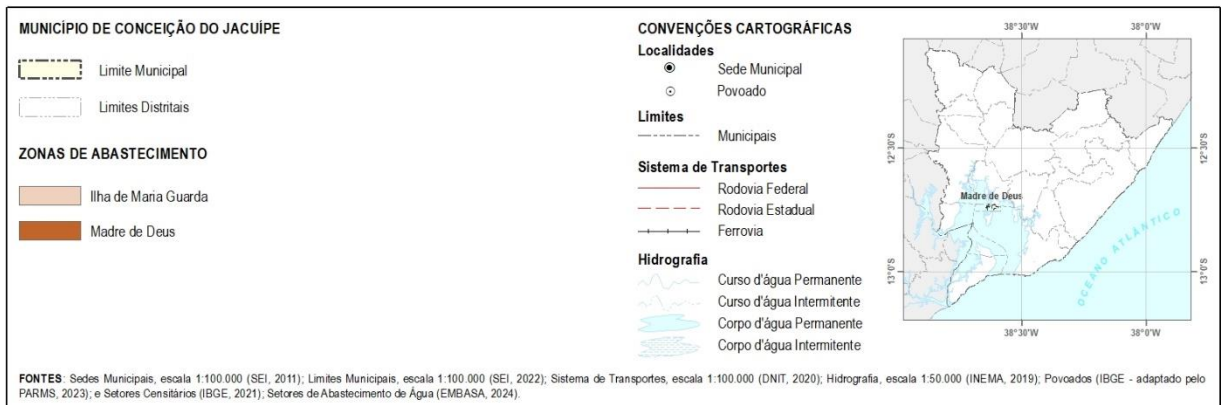 MUNICÍPIO DE CONCEIÇÃO DO JACUÍPE
Limite Municipal
Limites Distritais
ZONAS DE ABASTECIMENTO
Ilha de Maria Guarda
Madre de Deus
CONVENÇÕES CARTOGRÁFICAS
Localidades
Sede Municipal
Povoado
Limites
Municipais
Sistema de Transportes
Rodovia Federal
Rodovia Estadual
Ferrovia
Hidrografia
Curso d'água Permanente
Curso d'água Intermitente
Corpo d'água Permanente
Corpo d'água Intermitente
38°30'W 38°0'W
12°30'S 12°30'S
Madre de Deus
OCEANO ATLÂNTICO
13°0'S 13°0'S
38°30'W 38°0'W
FONTES: Sedes Municipais, escala 1:100.000 (SEI, 2011); Limites Municipais, escala 1:100.000 (SEI, 2022); Sistema de Transportes, escala 1:100.000 (DNIT, 2020); Hidrografia, escala 1:50.000 (INEMA, 2019); Povoados (IBGE - adaptado pelo
PARMS, 2023); e Setores Censitários (IBGE, 2021); Setores de Abastecimento de Água (EMBASA, 2024).